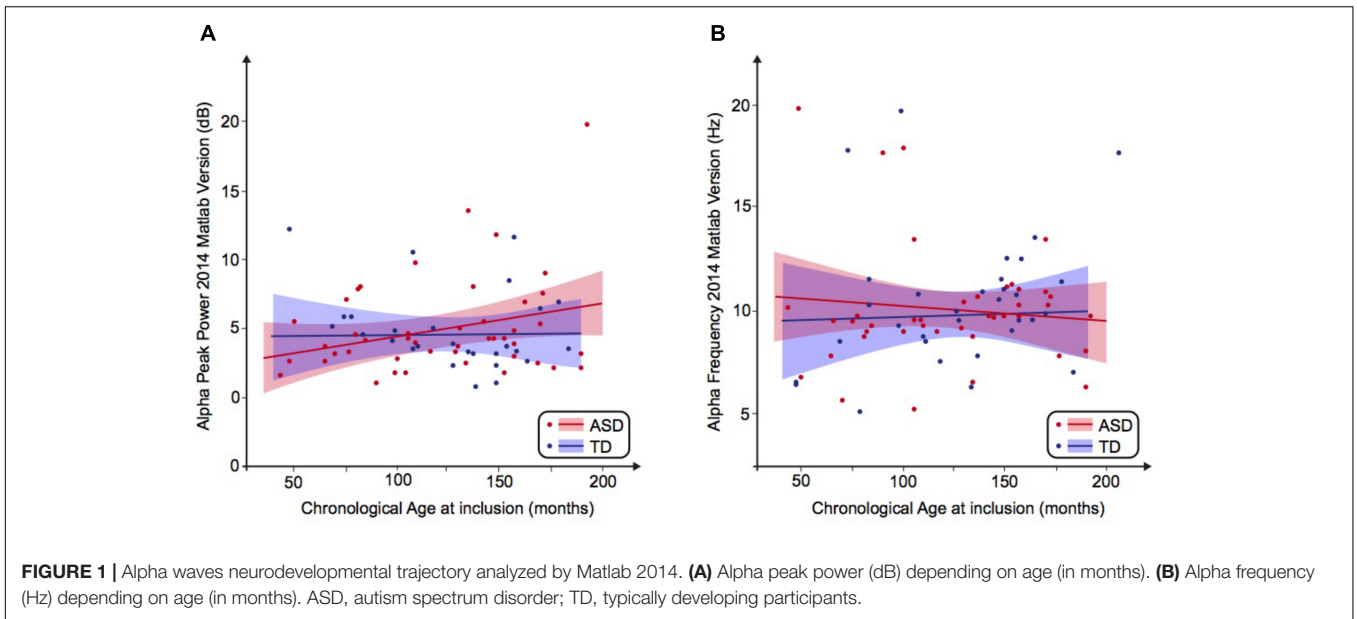 A
Alpha Peak Power 2014 Matlab Version (dB)
20
15
10
5
0
0
50
100
150
200
Chronological Age at inclusion (months)
ASD
TD
B
Alpha Frequency 2014 Matlab Version (Hz)
20
15
10
5
50
100
150
200
Chronological Age at inclusion (months)
ASD
TD
FIGURE 1 | Alpha waves neurodevelopmental trajectory analyzed by Matlab 2014. (A) Alpha peak power (dB) depending on age (in months). (B) Alpha frequency
(Hz) depending on age (in months). ASD, autism spectrum disorder; TD, typically developing participants.